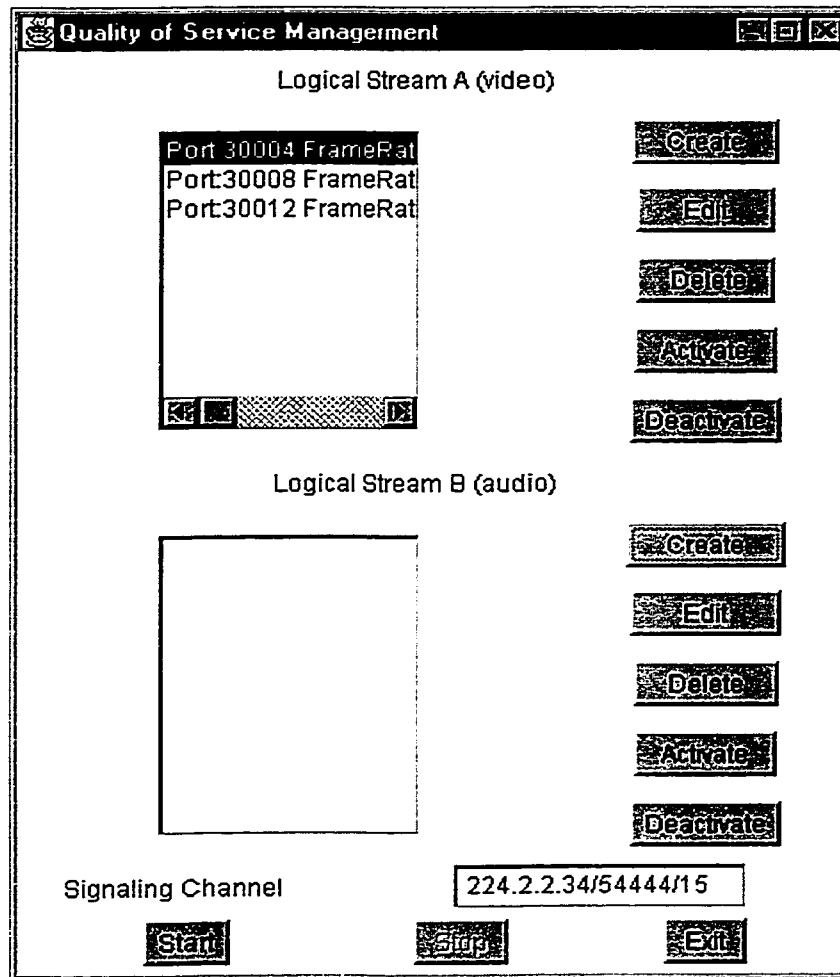 Quality of Service Management
Logical Stream A (video)
Port 30004 FrameRat
Port:30008 FrameRat
Port:30012 FrameRat
Create
Edit
Delete
Activate
Deactivate
Logical Stream B (audio)
Create
Edit
Delete
Activate
Deactivate
Signaling Channel
224.2.2.34/54444/15
Start
Stop
Exit